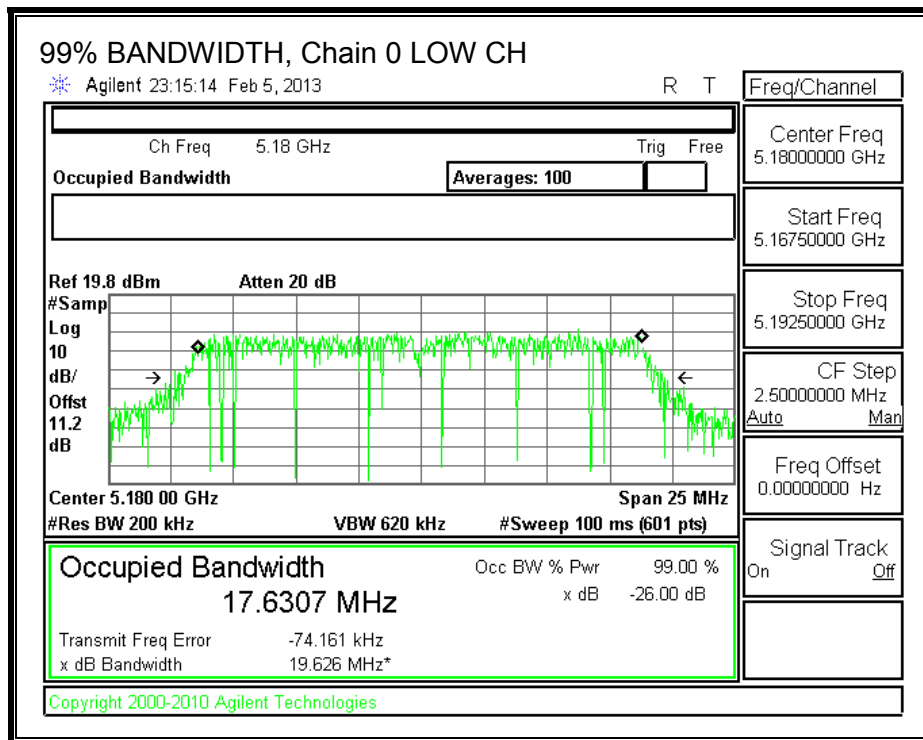 99% BANDWIDTH, Chain 0 LOW CH
Agilent 23:15:14 Feb 5, 2013 R T
Ch Freq 5.18 GHz Trig Free
Occupied Bandwidth Averages: 100
Ref 19.8 dBm Atten 20 dB
#Samp
Log
10
dB/
Offst
11.2
dB
Center 5.180 00 GHz Span 25 MHz
#Res BW 200 kHz VBW 620 kHz #Sweep 100 ms (601 pts)
Occupied Bandwidth Occ BW % Pwr 99.00 %
17.6307 MHz x dB -26.00 dB
Transmit Freq Error -74.161 kHz
x dB Bandwidth 19.626 MHz*
Copyright 2000-2010 Agilent Technologies
Freq/Channel
Center Freq
5.18000000 GHz
Start Freq
5.16750000 GHz
Stop Freq
5.19250000 GHz
CF Step
2.50000000 MHz
Auto Man
Freq Offset
0.00000000 Hz
Signal Track
On Off